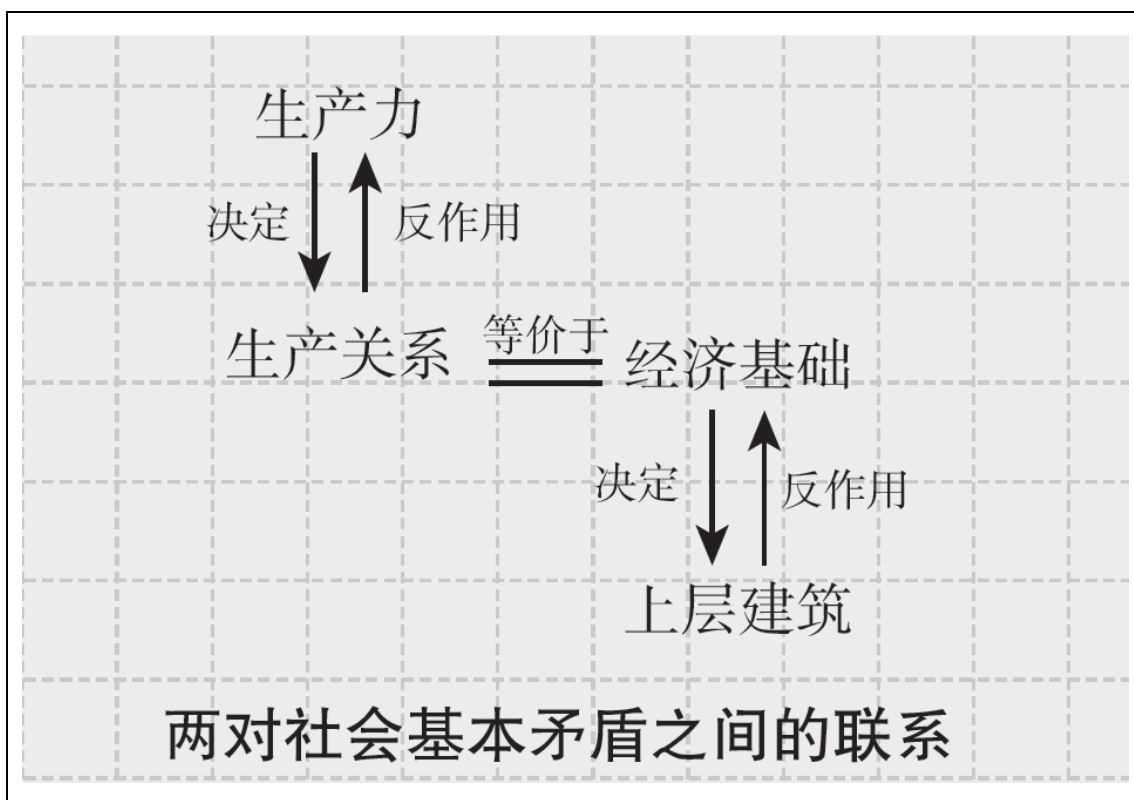 生产力
决定 反作用
生产关系 等价于 经济基础
决定 反作用
上层建筑
两对社会基本矛盾之间的联系